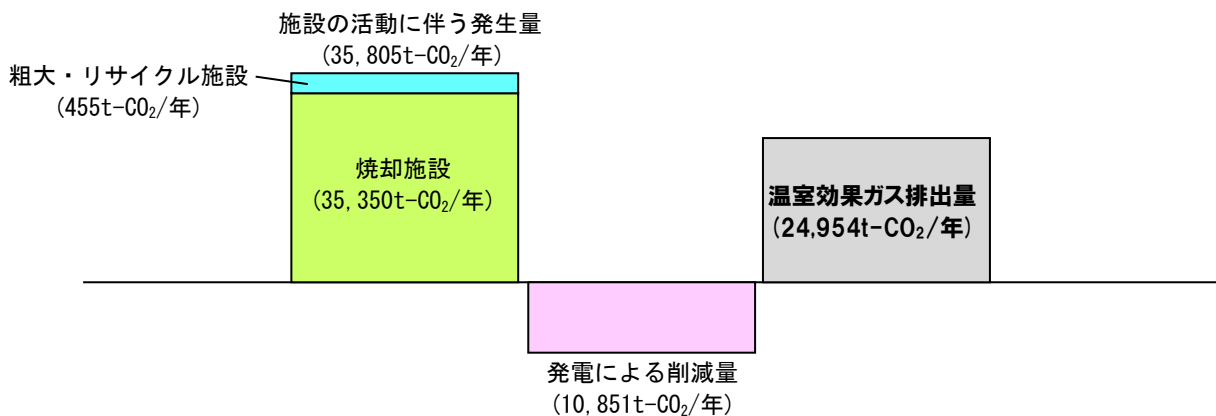 施設の活動に伴う発生量
(35,805t-CO₂/年)
粗大・リサイクル施設
(455t-CO₂/年)
焼却施設
(35,350t-CO₂/年)
温室効果ガス排出量
(24,954t-CO₂/年)
発電による削減量
(10,851t-CO₂/年)